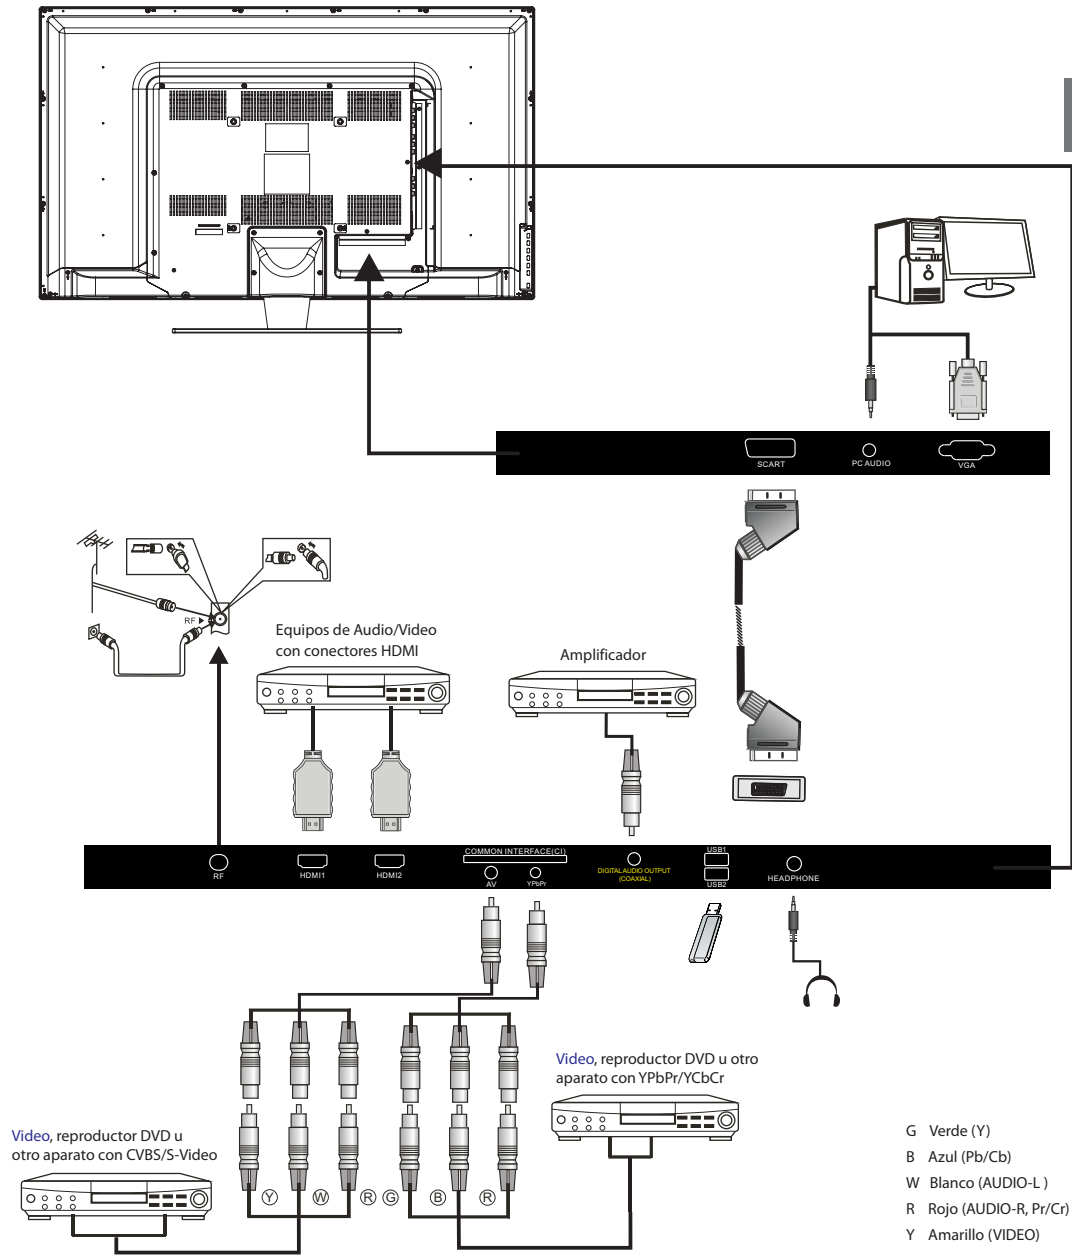 SCART
PC AUDIO
VGA
RF
Equipos de Audio/Video
con conectores HDMI
Amplificador
RF
HDMI1
HDMI2
COMMON INTERFACE(CI)
AV
YPbPr
DIGITAL AUDIO OUTPUT
(COAXIAL)
USB1
USB2
HEADPHONE
Video, reproductor DVD u otro
aparato con YPbPr/YCbCr
Video, reproductor DVD u
otro aparato con CVBS/S-Video
Y
W
R
G
B
R
G Verde (Y)
B Azul (Pb/Cb)
W Blanco (AUDIO-L )
R Rojo (AUDIO-R, Pr/Cr)
Y Amarillo (VIDEO)